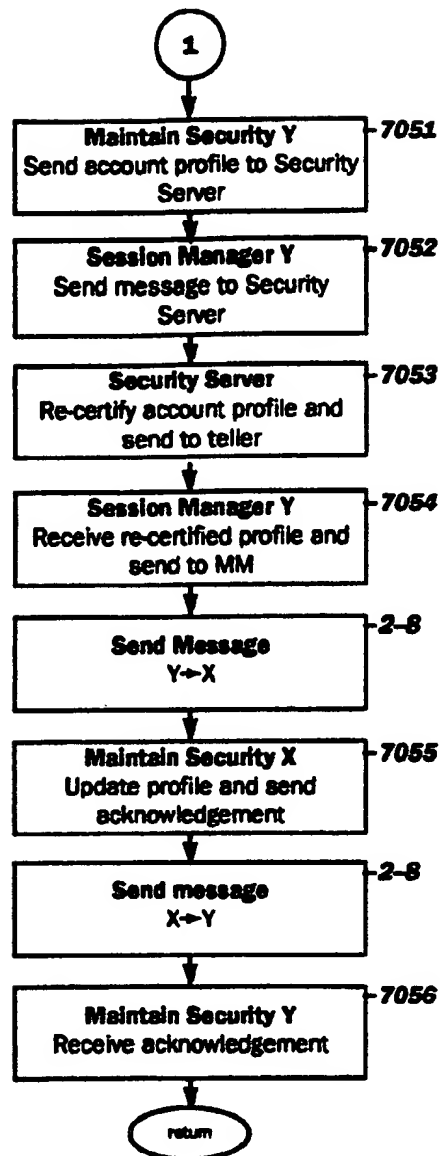 1
Maintain Security Y
7051
Send account profile to Security
Server
Session Manager Y
7052
Send message to Security
Server
Security Server
7053
Re-certify account profile and
send to teller
Session Manager Y
7054
Receive re-certified profile and
send to MM
2-8
Send Message
Y→X
Maintain Security X
7055
Update profile and send
acknowledgement
2-8
Send message
X→Y
Maintain Security Y
7056
Receive acknowledgement
return